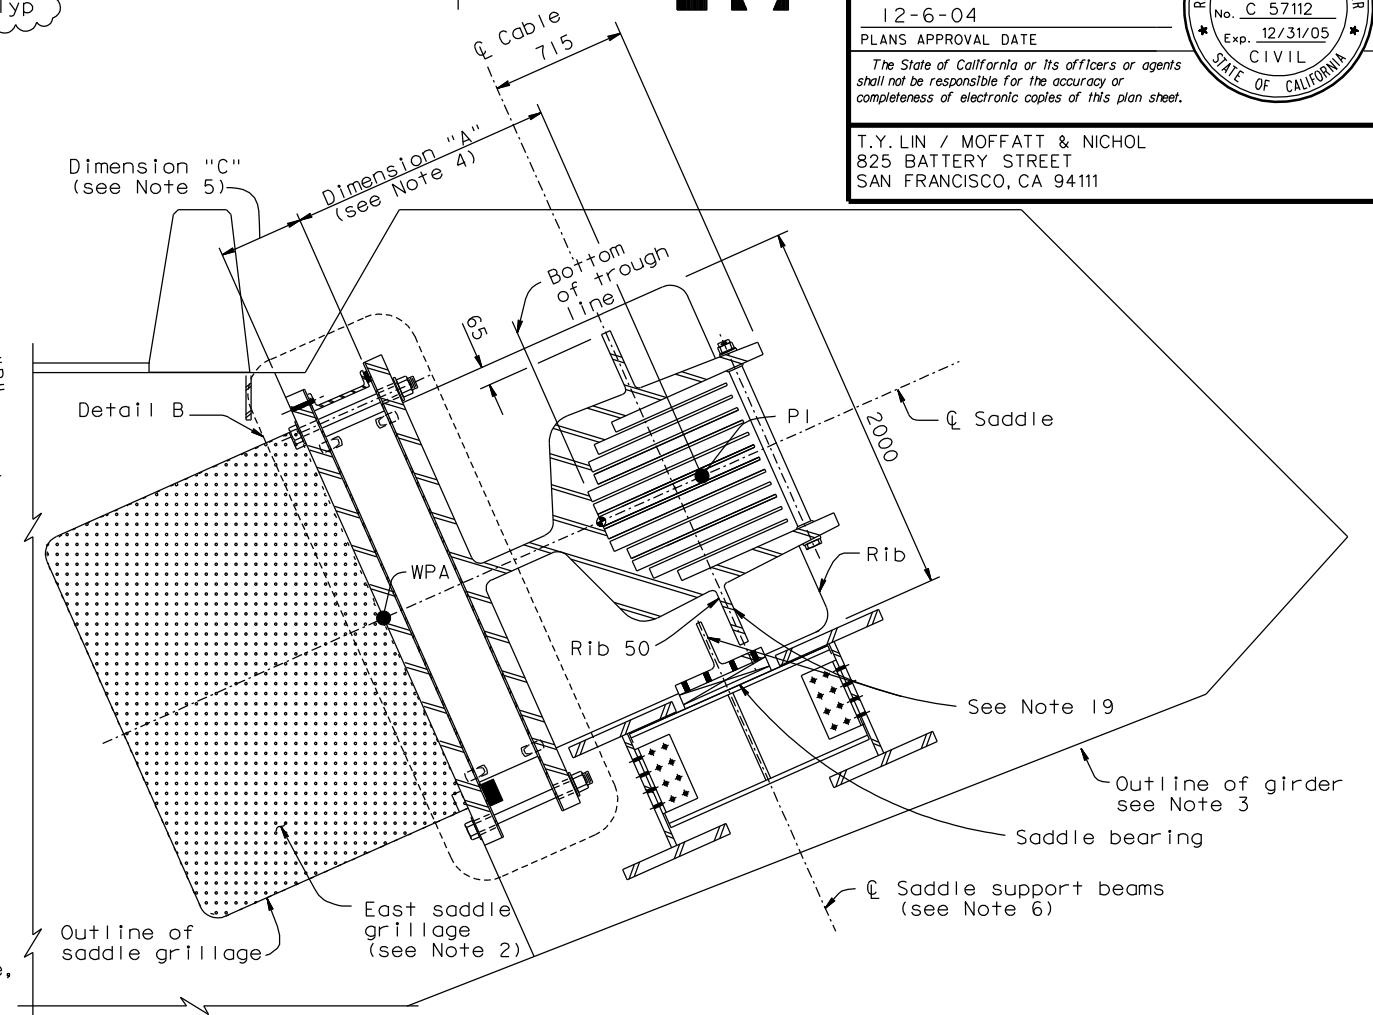 Typ
12-6-04
PLANS APPROVAL DATE
No. C 57112
Exp. 12/31/05
CIVIL
STATE OF CALIFORNIA
The State of California or its officers or agents
shall not be responsible for the accuracy or
completeness of electronic copies of this plan sheet.
T.Y. LIN / MOFFATT & NICHOL
825 BATTERY STREET
SAN FRANCISCO, CA 94111
℄ Cable
715
Dimension "A"
(see Note 4)
Dimension "C"
(see Note 5)
Bottom
of trough
line
65
2000
Detail B
PI
℄ Saddle
WPA
Rib
Rib 50
See Note 19
Outline of girder
see Note 3
Saddle bearing
℄ Saddle support beams
(see Note 6)
East saddle
grillage
(see Note 2)
Outline of
saddle grillage